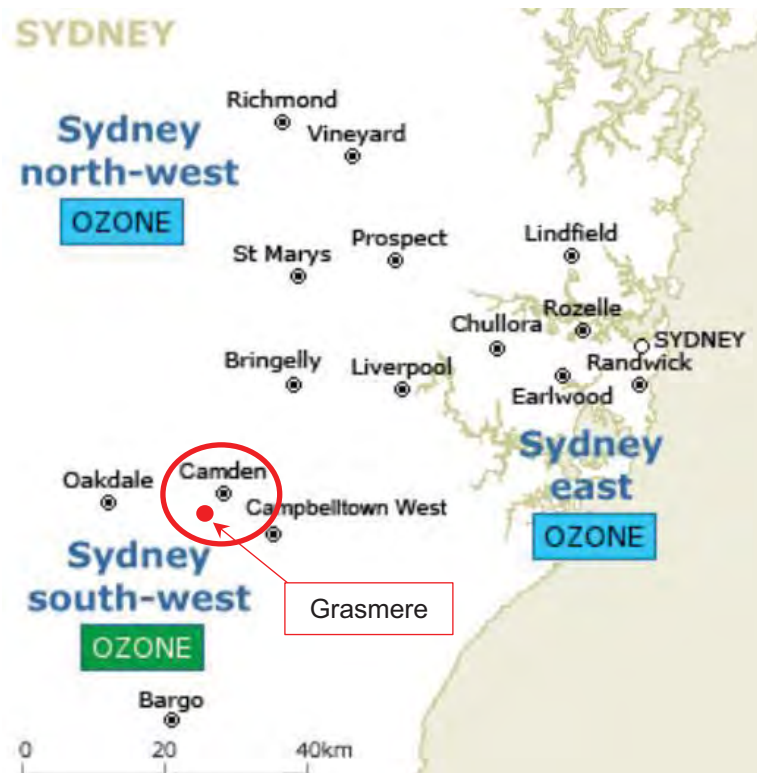 SYDNEY
Richmond
Vineyard
Sydney
north-west
OZONE
St Marys
Prospect
Lindfield
Rozelle
Chullora
SYDNEY
Bringelly
Liverpool
Randwick
Earlwood
Sydney
east
OZONE
Oakdale
Camden
Campbelltown West
Sydney
south-west
OZONE
Grasmere
Bargo
0 20 40km